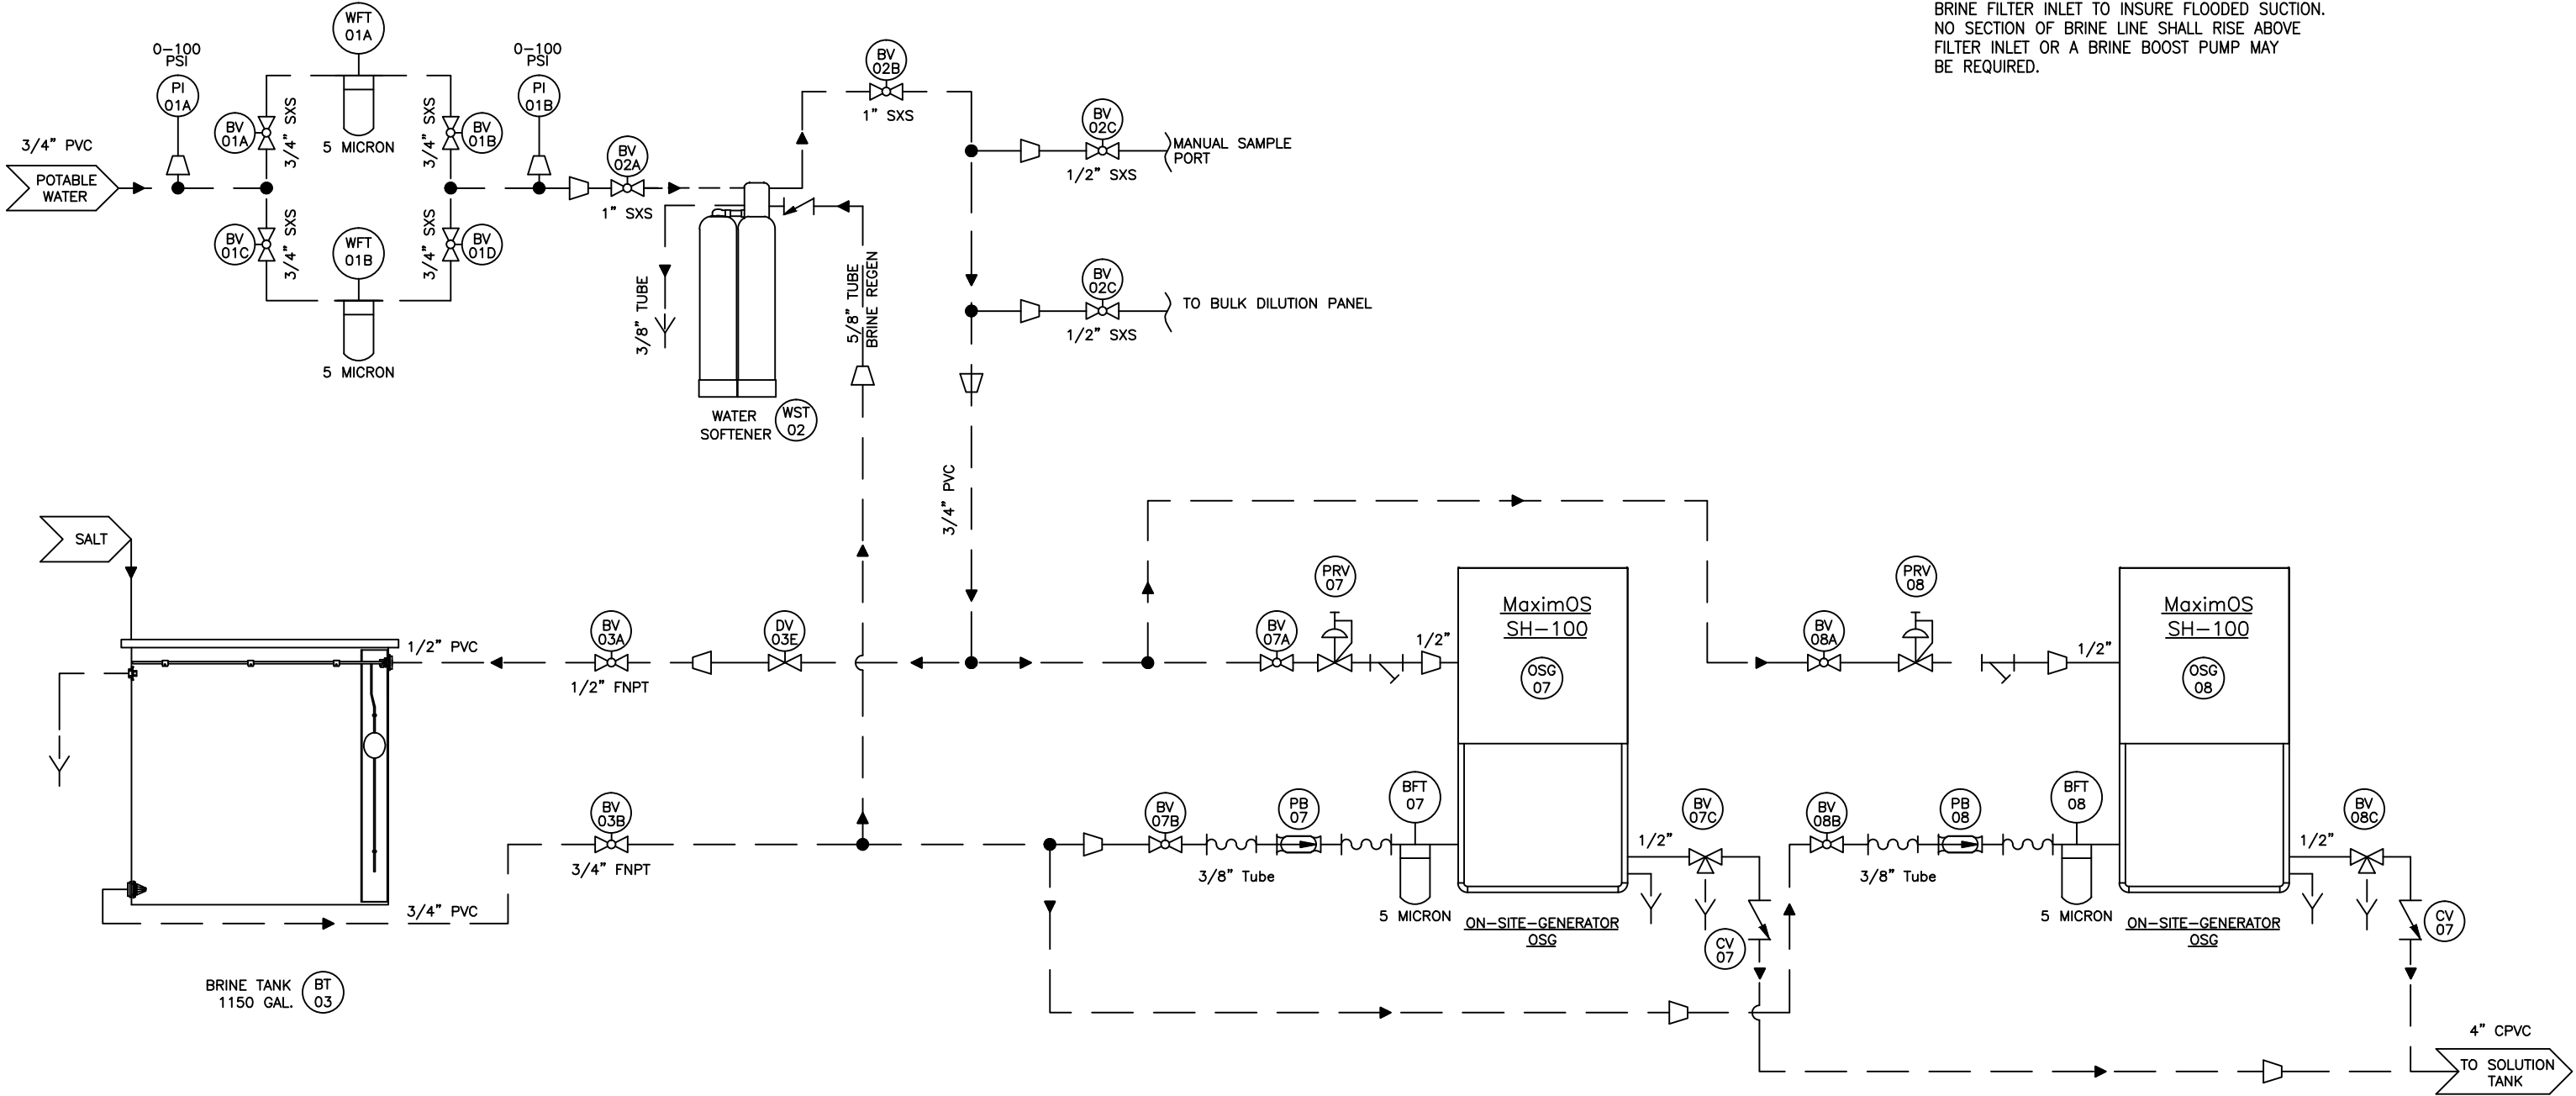 BRINE FILTER INLET TO INSURE FLOODED SUCTION.
NO SECTION OF BRINE LINE SHALL RISE ABOVE
FILTER INLET OR A BRINE BOOST PUMP MAY
BE REQUIRED.
WFT
01A
0-100
PSI
PI
01A
0-100
PSI
PI
01B
BV
01A
3/4" SXS
5 MICRON
3/4" SXS
BV
01B
3/4" PVC
POTABLE
WATER
BV
01C
3/4" SXS
WFT
01B
5 MICRON
3/4" SXS
BV
01D
BV
02A
1" SXS
BV
02B
1" SXS
BV
02C
1/2" SXS
MANUAL SAMPLE
PORT
BV
02C
1/2" SXS
TO BULK DILUTION PANEL
3/8" TUBE
5/8" TUBE
BRINE REGEN
WATER
SOFTENER
WST
02
3/4" PVC
SALT
1/2" PVC
BV
03A
1/2" FNPT
DV
03E
BV
07A
PRV
07
1/2"
MaximOS
SH-100
OSG
07
BV
08A
PRV
08
1/2"
MaximOS
SH-100
OSG
08
BV
03B
3/4" FNPT
3/4" PVC
BRINE TANK
1150 GAL.
BT
03
BV
07B
PB
07
3/8" Tube
BFT
07
5 MICRON
ON-SITE-GENERATOR
OSG
1/2"
BV
07C
CV
07
BV
08B
PB
08
3/8" Tube
BFT
08
5 MICRON
ON-SITE-GENERATOR
OSG
1/2"
BV
08C
CV
07
4" CPVC
TO SOLUTION
TANK